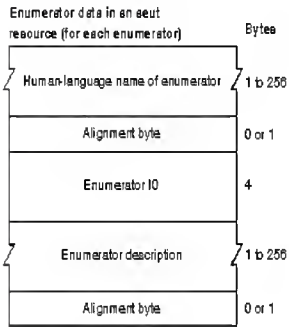 Enumerator data in an aeut
resource (for each enumerator) Bytes
Human-language name of enumerator 1 to 256
Alignment byte 0 or 1
Enumerator ID 4
Enumerator description 1 to 256
Alignment byte 0 or 1